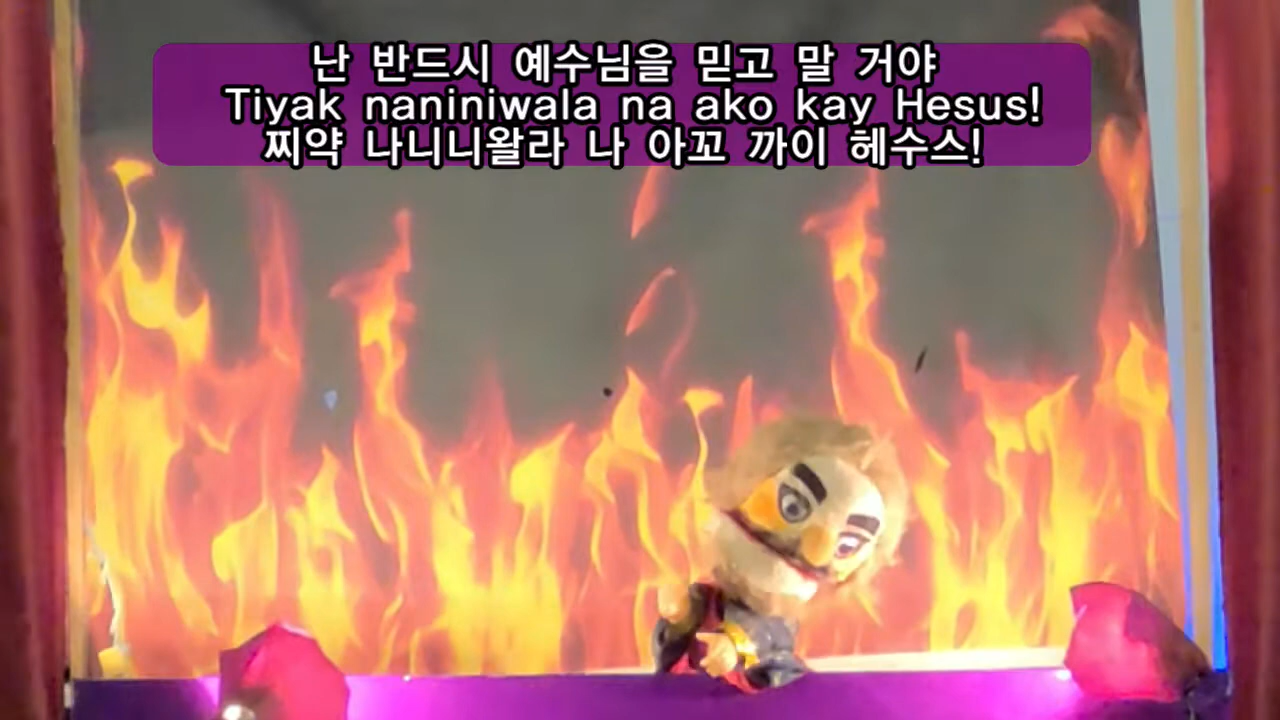 난 반드시 예수님을 믿고 말 거야
Tiyak naniniwala na ako kay Hesus!
찌약 나니니왈라 나 아꼬 까이 헤수스!